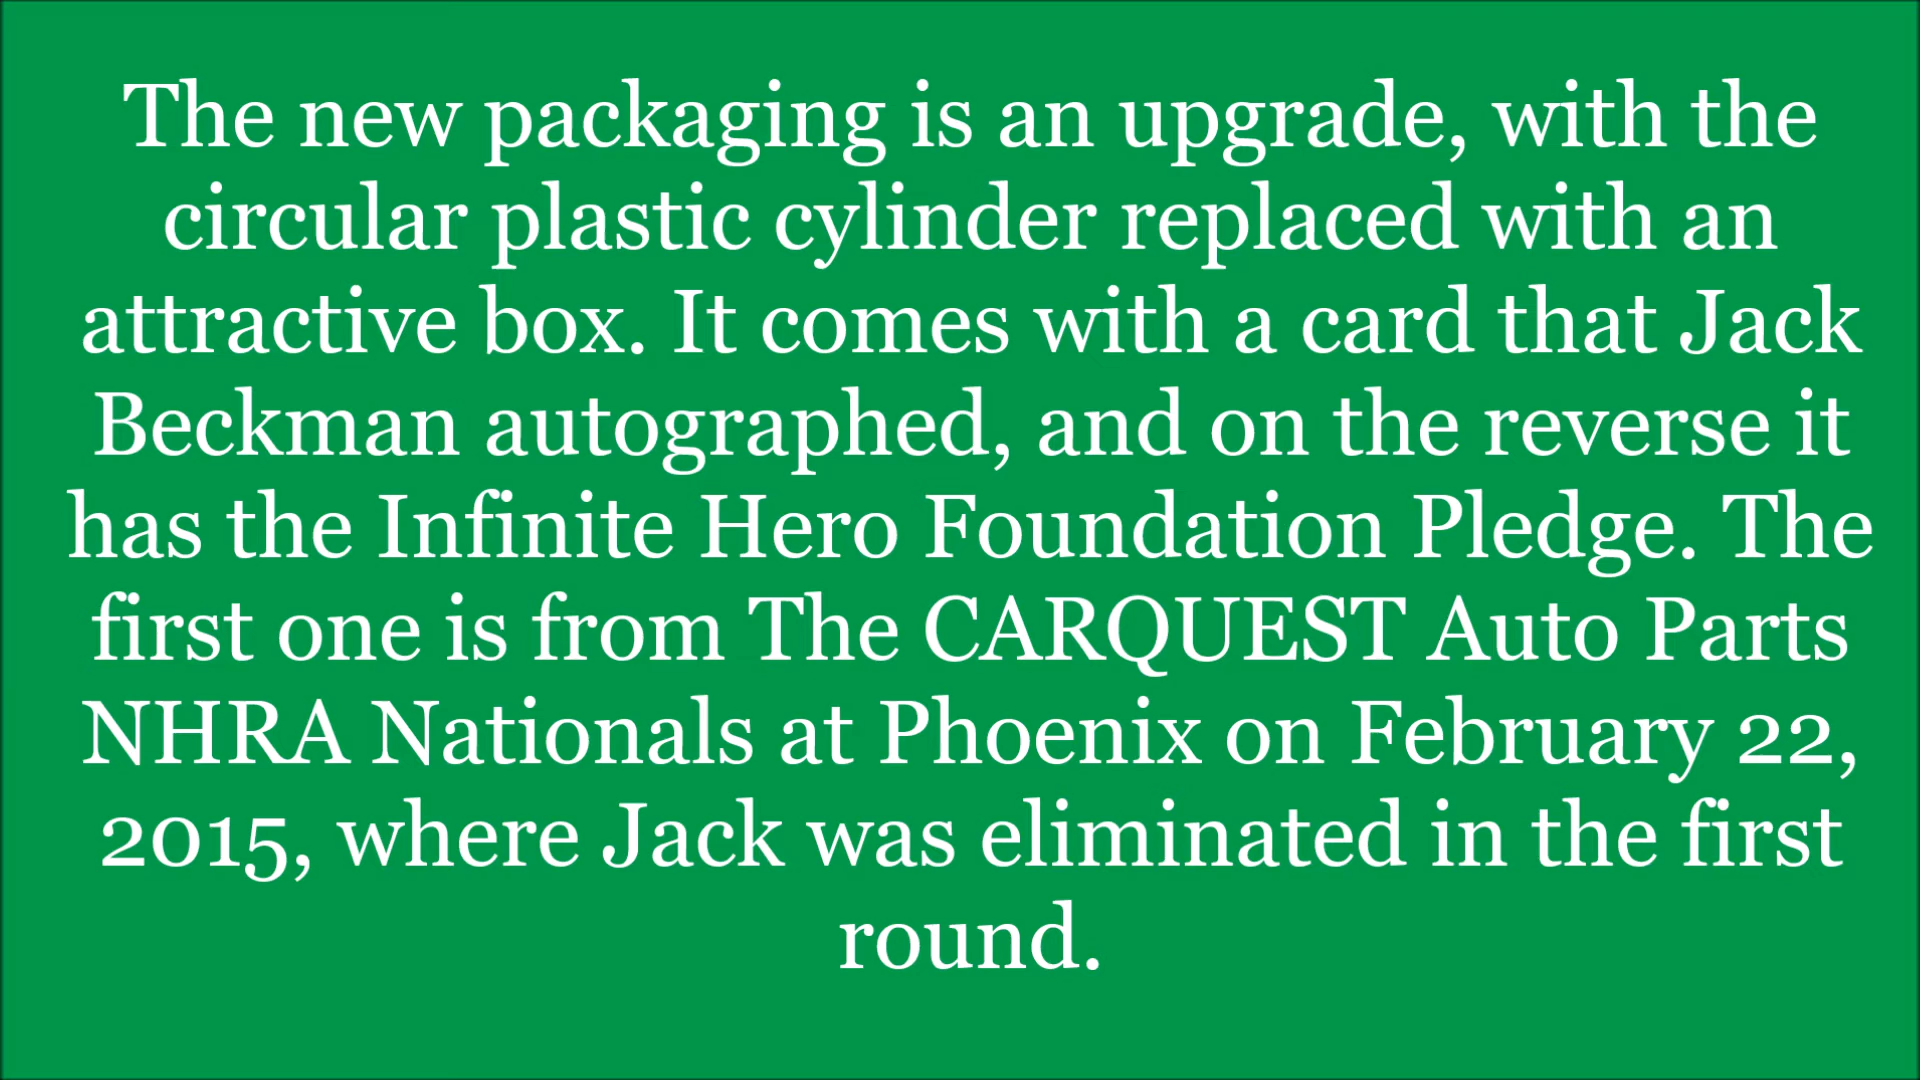 The new packaging is an upgrade, with the
circular plastic cylinder replaced with an
attractive box. It comes with a card that Jack
Beckman autographed, and on the reverse it
has the Infinite Hero Foundation Pledge. The
first one is from The CARQUEST Auto Parts
NHRA Nationals at Phoenix on February 22,
2015, where Jack was eliminated in the first
round.